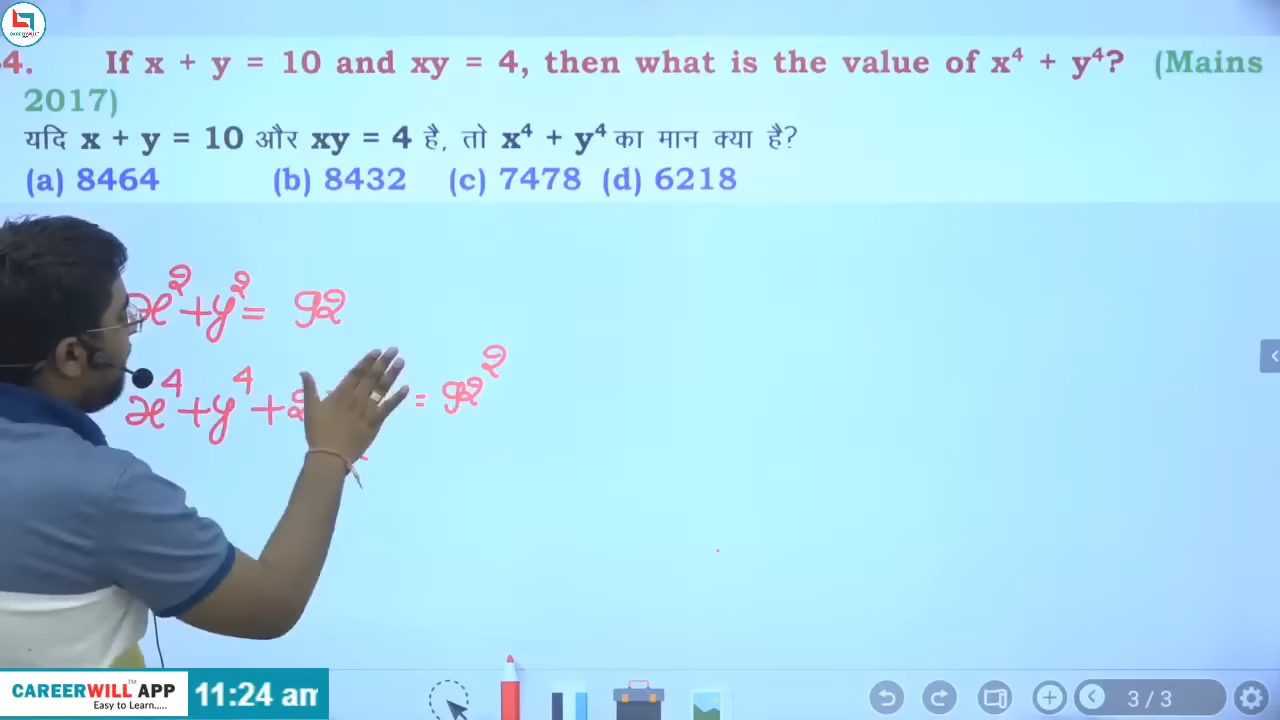 CAREERWILL
4. If x + y = 10 and xy = 4, then what is the value of x⁴ + y⁴? (Mains
2017)
यदि x + y = 10 और xy = 4 है, तो x⁴ + y⁴ का मान क्या है?
(a) 8464 (b) 8432 (c) 7478 (d) 6218
x²+y² = 92
x⁴+y⁴+2 = 92²
CAREERWILL APP™
Easy to Learn.....
11:24 am
3 / 3